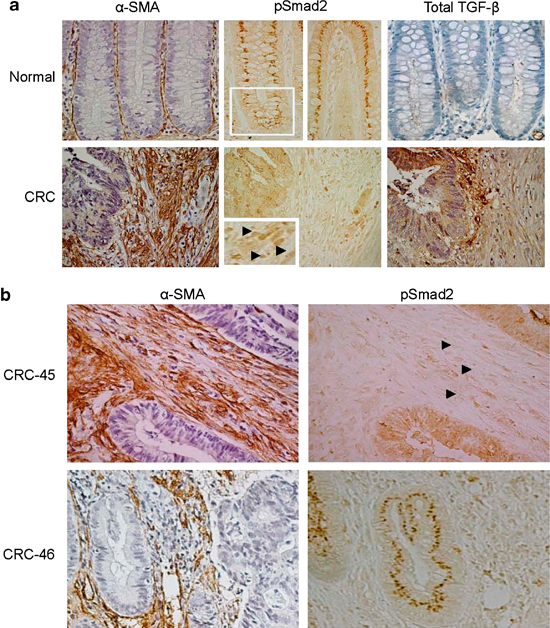 a
α-SMA pSmad2 Total TGF-β
Normal
CRC
b
α-SMA pSmad2
CRC-45
CRC-46